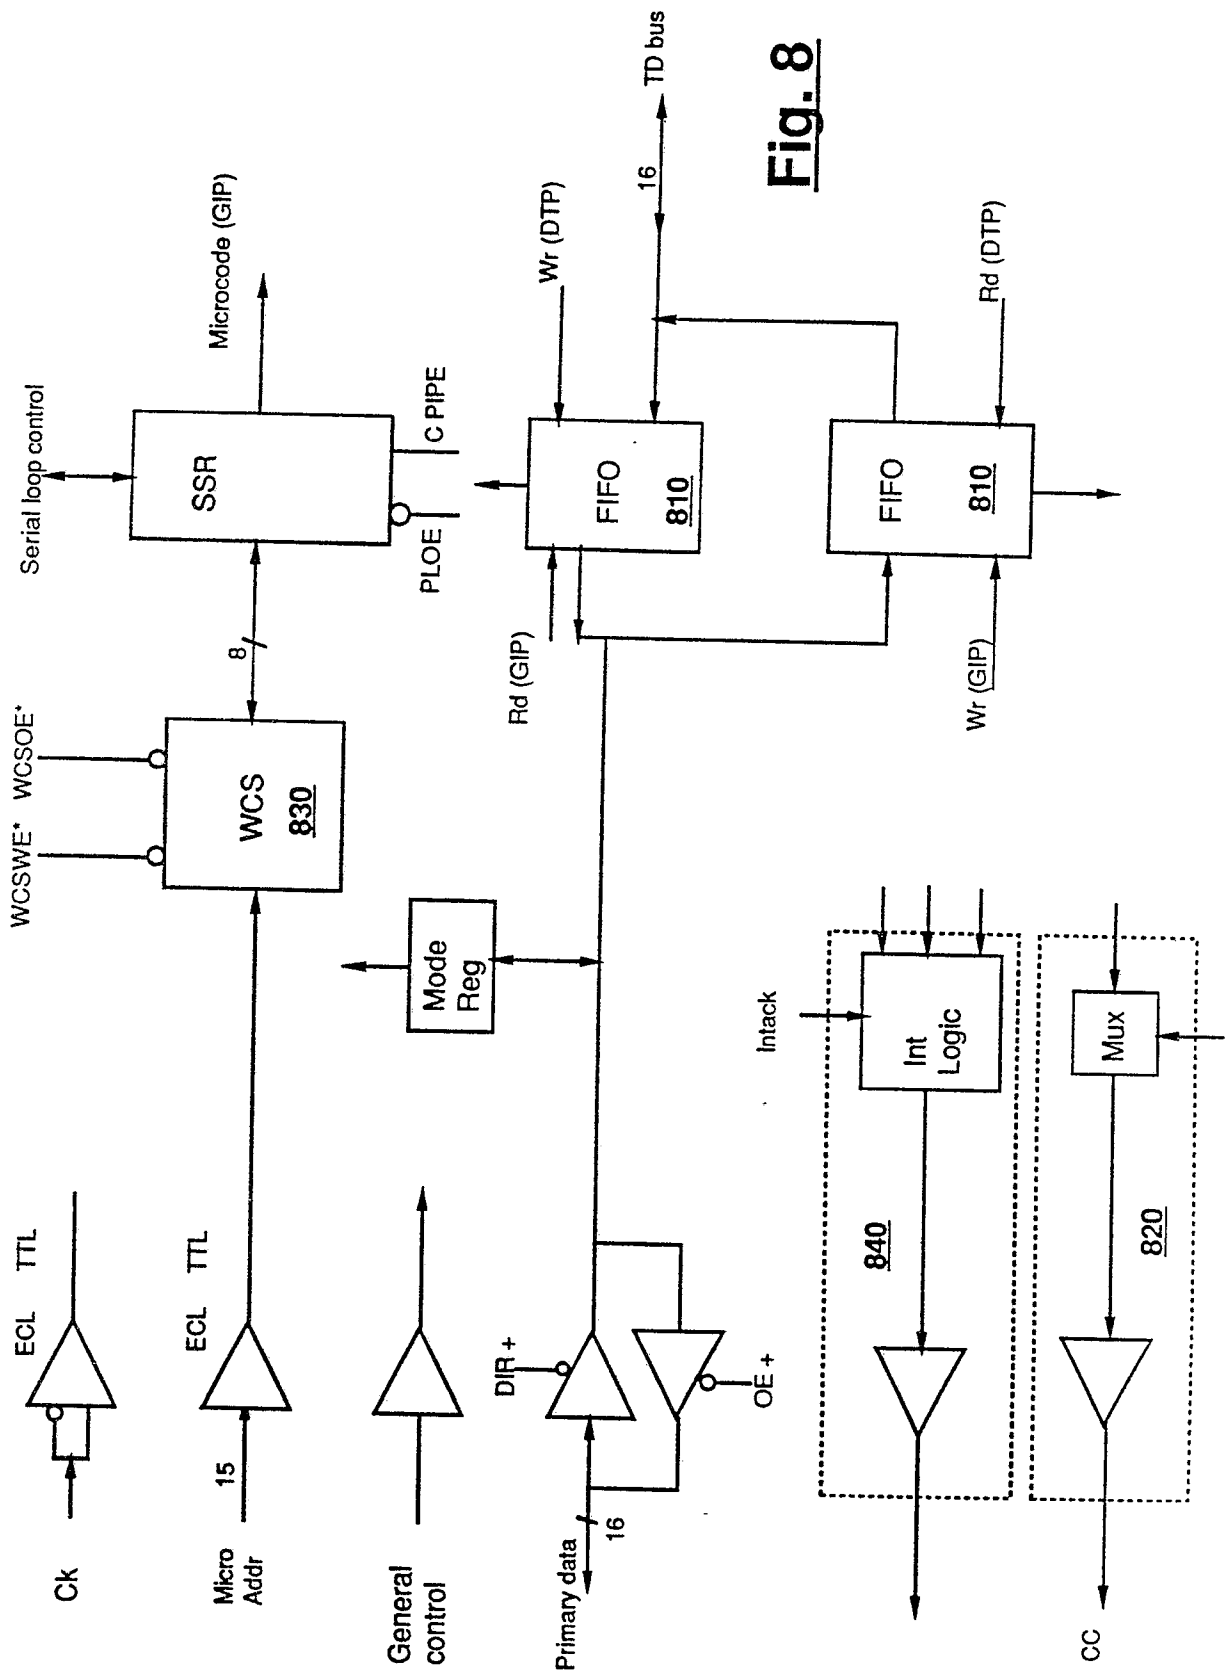 Ck
ECL TTL
Micro
Addr
15
ECL TTL
WCSWE* WCSOE*
WCS
830
8
Serial loop control
SSR
PLOE
C PIPE
Microcode (GIP)
General
control
Mode
Reg
Primary data
16
DIR +
OE +
Rd (GIP)
FIFO
810
Wr (DTP)
16
TD bus
Wr (GIP)
FIFO
810
Rd (DTP)
Intack
Int
Logic
840
CC
Mux
820
Fig. 8